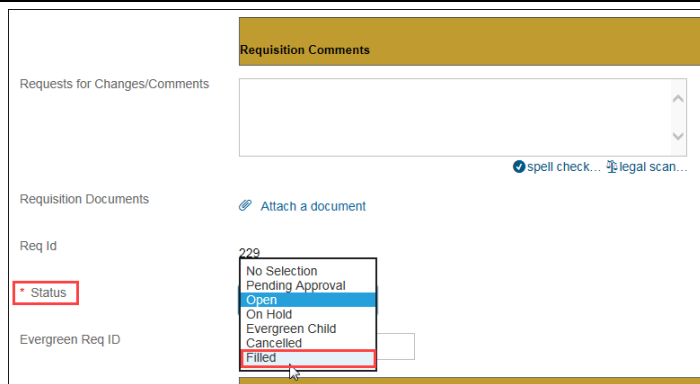 Requisition Comments
Requests for Changes/Comments
spell check... legal scan...
Requisition Documents
Attach a document
Req Id
229
No Selection
Pending Approval
* Status
Open
On Hold
Evergreen Child
Evergreen Req ID
Cancelled
Filled